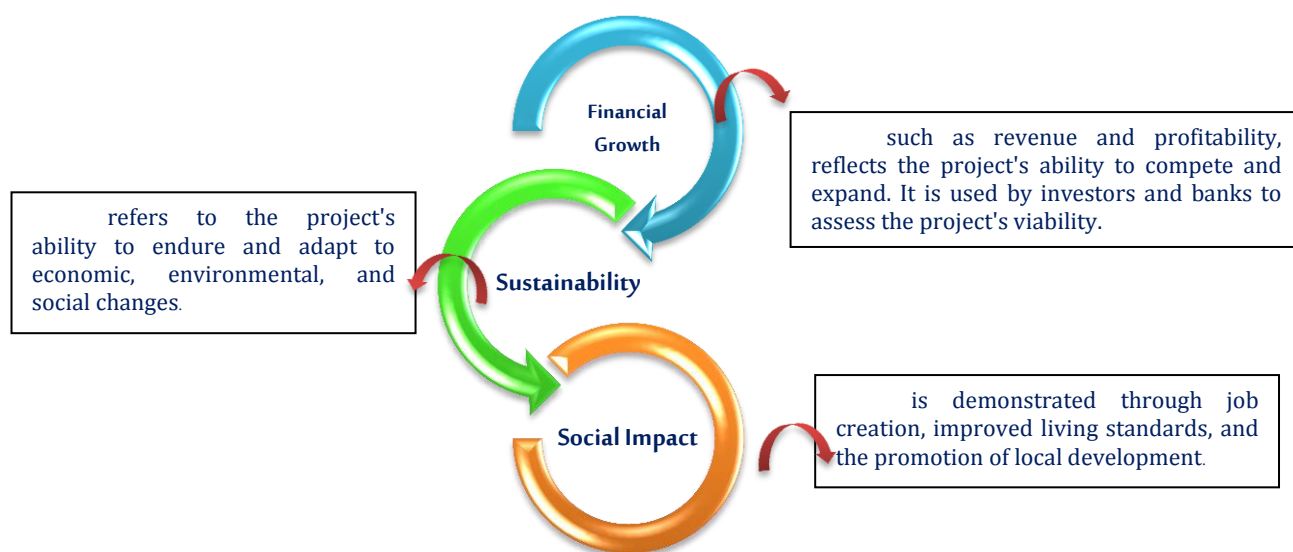 Financial
Growth
such as revenue and profitability,
reflects the project's ability to compete and
expand. It is used by investors and banks to
assess the project's viability.
refers to the project's
ability to endure and adapt to
economic, environmental, and
social changes.
Sustainability
Social Impact
is demonstrated through job
creation, improved living standards, and
the promotion of local development.